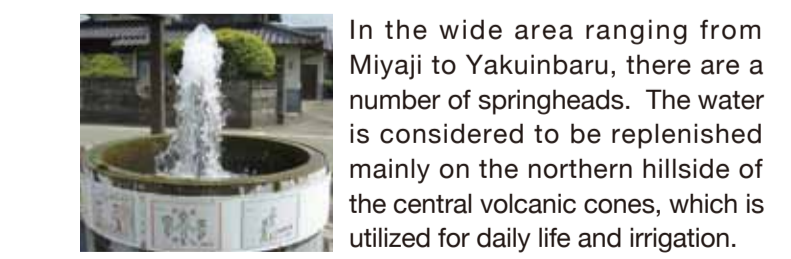 In the wide area ranging from
Miyaji to Yakuinbaru, there are a
number of springheads. The water
is considered to be replenished
mainly on the northern hillside of
the central volcanic cones, which is
utilized for daily life and irrigation.